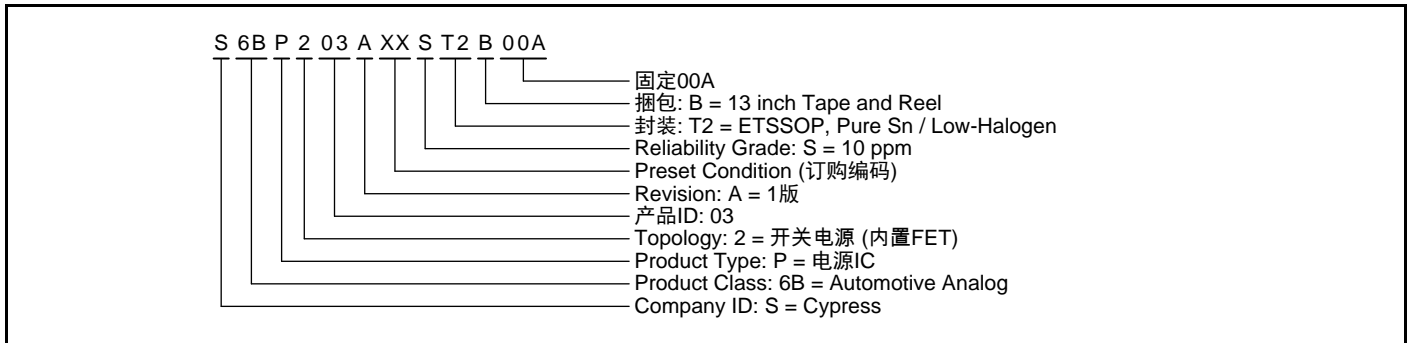 S 6B P 2 03 A XX S T2 B 00A
固定00A
捆包: B = 13 inch Tape and Reel
封装: T2 = ETSSOP, Pure Sn / Low-Halogen
Reliability Grade: S = 10 ppm
Preset Condition (订购编码)
Revision: A = 1版
产品ID: 03
Topology: 2 = 开关电源 (内置FET)
Product Type: P = 电源IC
Product Class: 6B = Automotive Analog
Company ID: S = Cypress